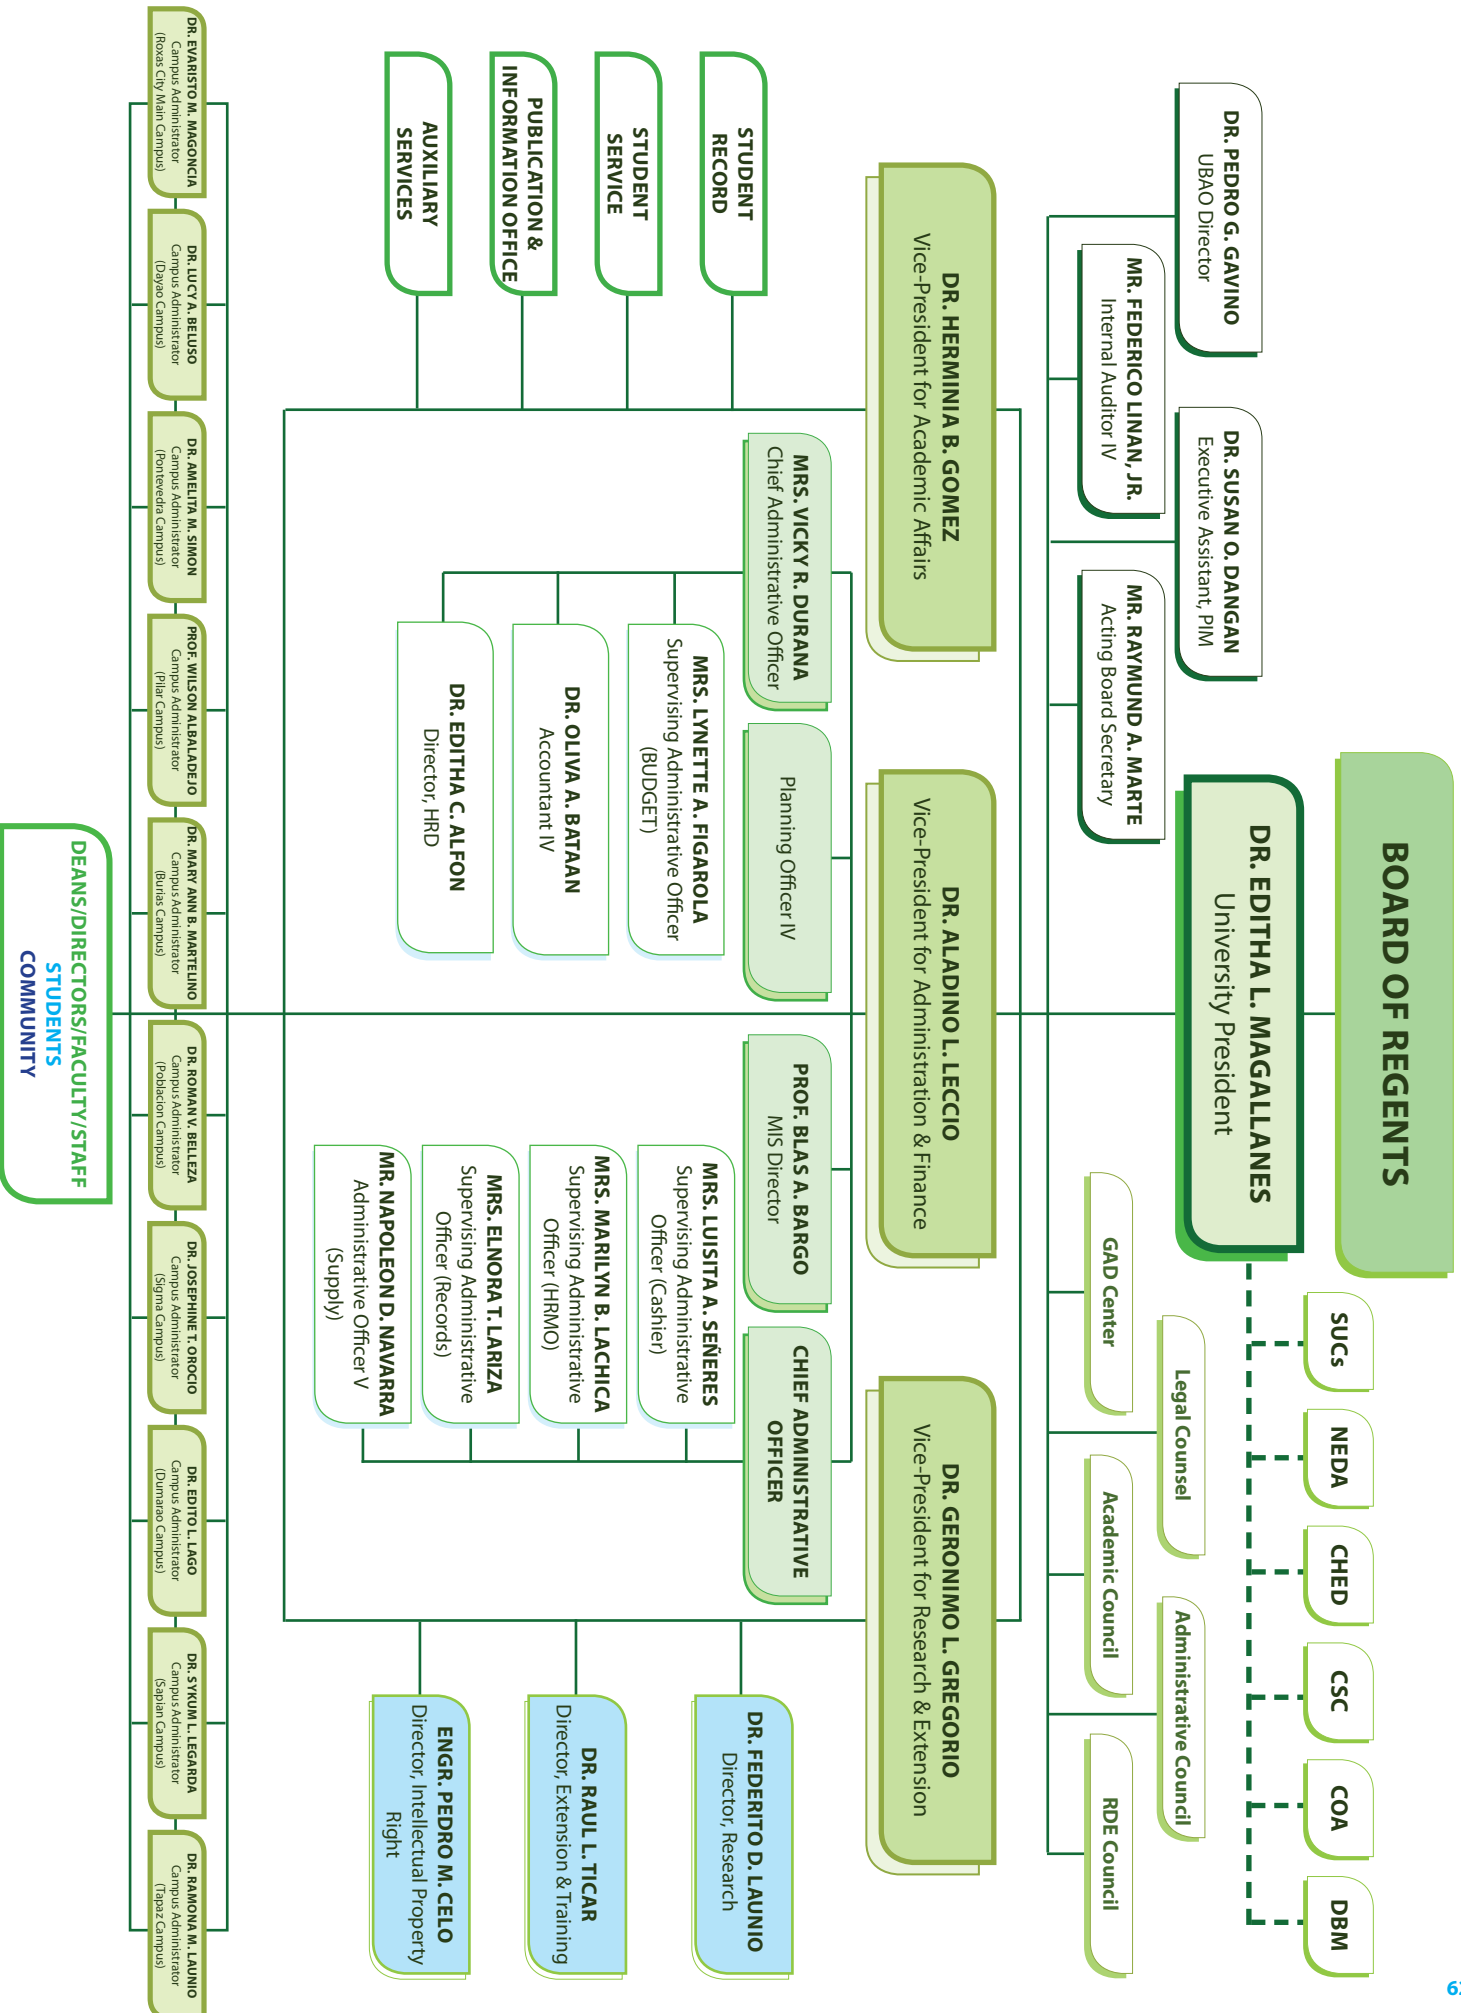 BOARD OF REGENTS
DR. EDITHA L. MAGALLANES
University President
SUCs
NEDA
CHED
CSC
COA
DBM
DR. PEDRO G. GAVINO
UBAO Director
DR. SUSAN O. DANGAN
Executive Assistant, PIM
MR. FEDERICO LINAN, JR.
Internal Auditor IV
MR. RAYMUND A. MARTE
Acting Board Secretary
Legal Counsel
Administrative Council
GAD Center
Academic Council
RDE Council
DR. HERMINIA B. GOMEZ
Vice-President for Academic Affairs
DR. ALADINO L. LECCIO
Vice-President for Administration & Finance
DR. GERONIMO L. GREGORIO
Vice-President for Research & Extension
STUDENT
RECORD
STUDENT
SERVICE
PUBLICATION &
INFORMATION OFFICE
AUXILIARY
SERVICES
MRS. VICKY R. DURANA
Chief Administrative Officer
Planning Officer IV
PROF. BLAS A. BARGO
MIS Director
CHIEF ADMINISTRATIVE
OFFICER
MRS. LYNETTE A. FIGAROLA
Supervising Administrative Officer
(BUDGET)
DR. OLIVA A. BATAAN
Accountant IV
DR. EDITHA C. ALFON
Director, HRD
MRS. LUISITA A. SEÑERES
Supervising Administrative
Officer (Cashier)
MRS. MARILYN B. LACHICA
Supervising Administrative
Officer (HRMO)
MRS. ELNORA T. LARIZA
Supervising Administrative
Officer (Records)
MR. NAPOLEON D. NAVARRA
Administrative Officer V
(Supply)
DR. FEDERITO D. LAUNIO
Director, Research
DR. RAUL L. TICAR
Director, Extension & Training
ENGR. PEDRO M. CELO
Director, Intellectual Property
Right
DR. EVARISTO M. MAGONCIA
Campus Administrator
(Roxas City Main Campus)
DR. LUCY A. BELUSO
Campus Administrator
(Dayao Campus)
DR. AMELITA M. SIMON
Campus Administrator
(Pontevedra Campus)
PROF. WILSON ALBALADEJO
Campus Administrator
(Pilar Campus)
DR. MARY ANN B. MARTELINO
Campus Administrator
(Burias Campus)
DR. ROMAN V. BELLEZA
Campus Administrator
(Poblacion Campus)
DR. JOSEPHINE T. OROCIO
Campus Administrator
(Sigma Campus)
DR. EDITO L. LAGO
Campus Administrator
(Dumarao Campus)
DR. SYKUM L. LEGARDA
Campus Administrator
(Sapian Campus)
DR. RAMONA M. LAUNIO
Campus Administrator
(Tapaz Campus)
DEANS/DIRECTORS/FACULTY/STAFF
STUDENTS
COMMUNITY